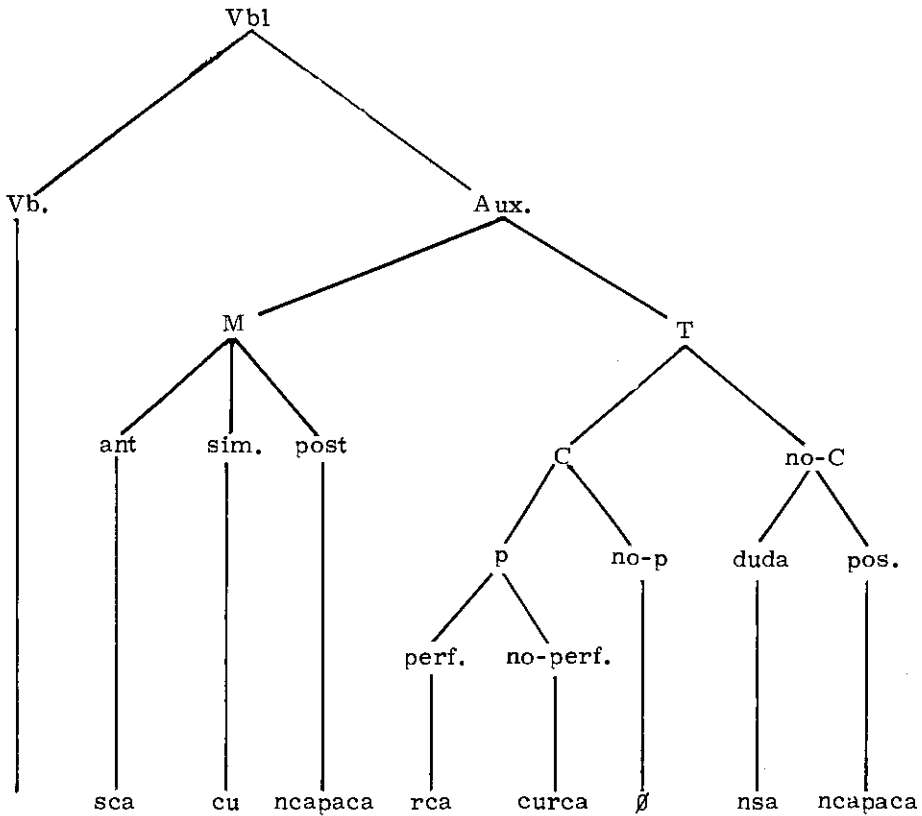 Vbl
Vb. Aux.
M T
ant sim. post C no-C
p no-p duda pos.
perf. no-perf.
sca cu ncapaca rca curca ø nsa ncapaca